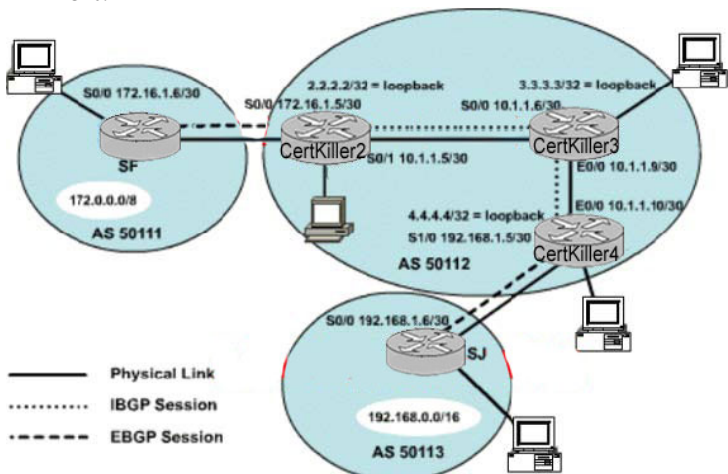 2.2.2.2/32 = loopback
3.3.3.3/32 = loopback
S0/0 172.16.1.6/30
S0/0 172.16.1.5/30
S0/0 10.1.1.6/30
SF
CertKiller2
CertKiller3
S0/1 10.1.1.5/30
E0/0 10.1.1.9/30
172.0.0.0/8
4.4.4.4/32 = loopback
E0/0 10.1.1.10/30
AS 50111
S1/0 192.168.1.5/30
CertKiller4
AS 50112
S0/0 192.168.1.6/30
SJ
Physical Link
IBGP Session
192.168.0.0/16
EBGP Session
AS 50113